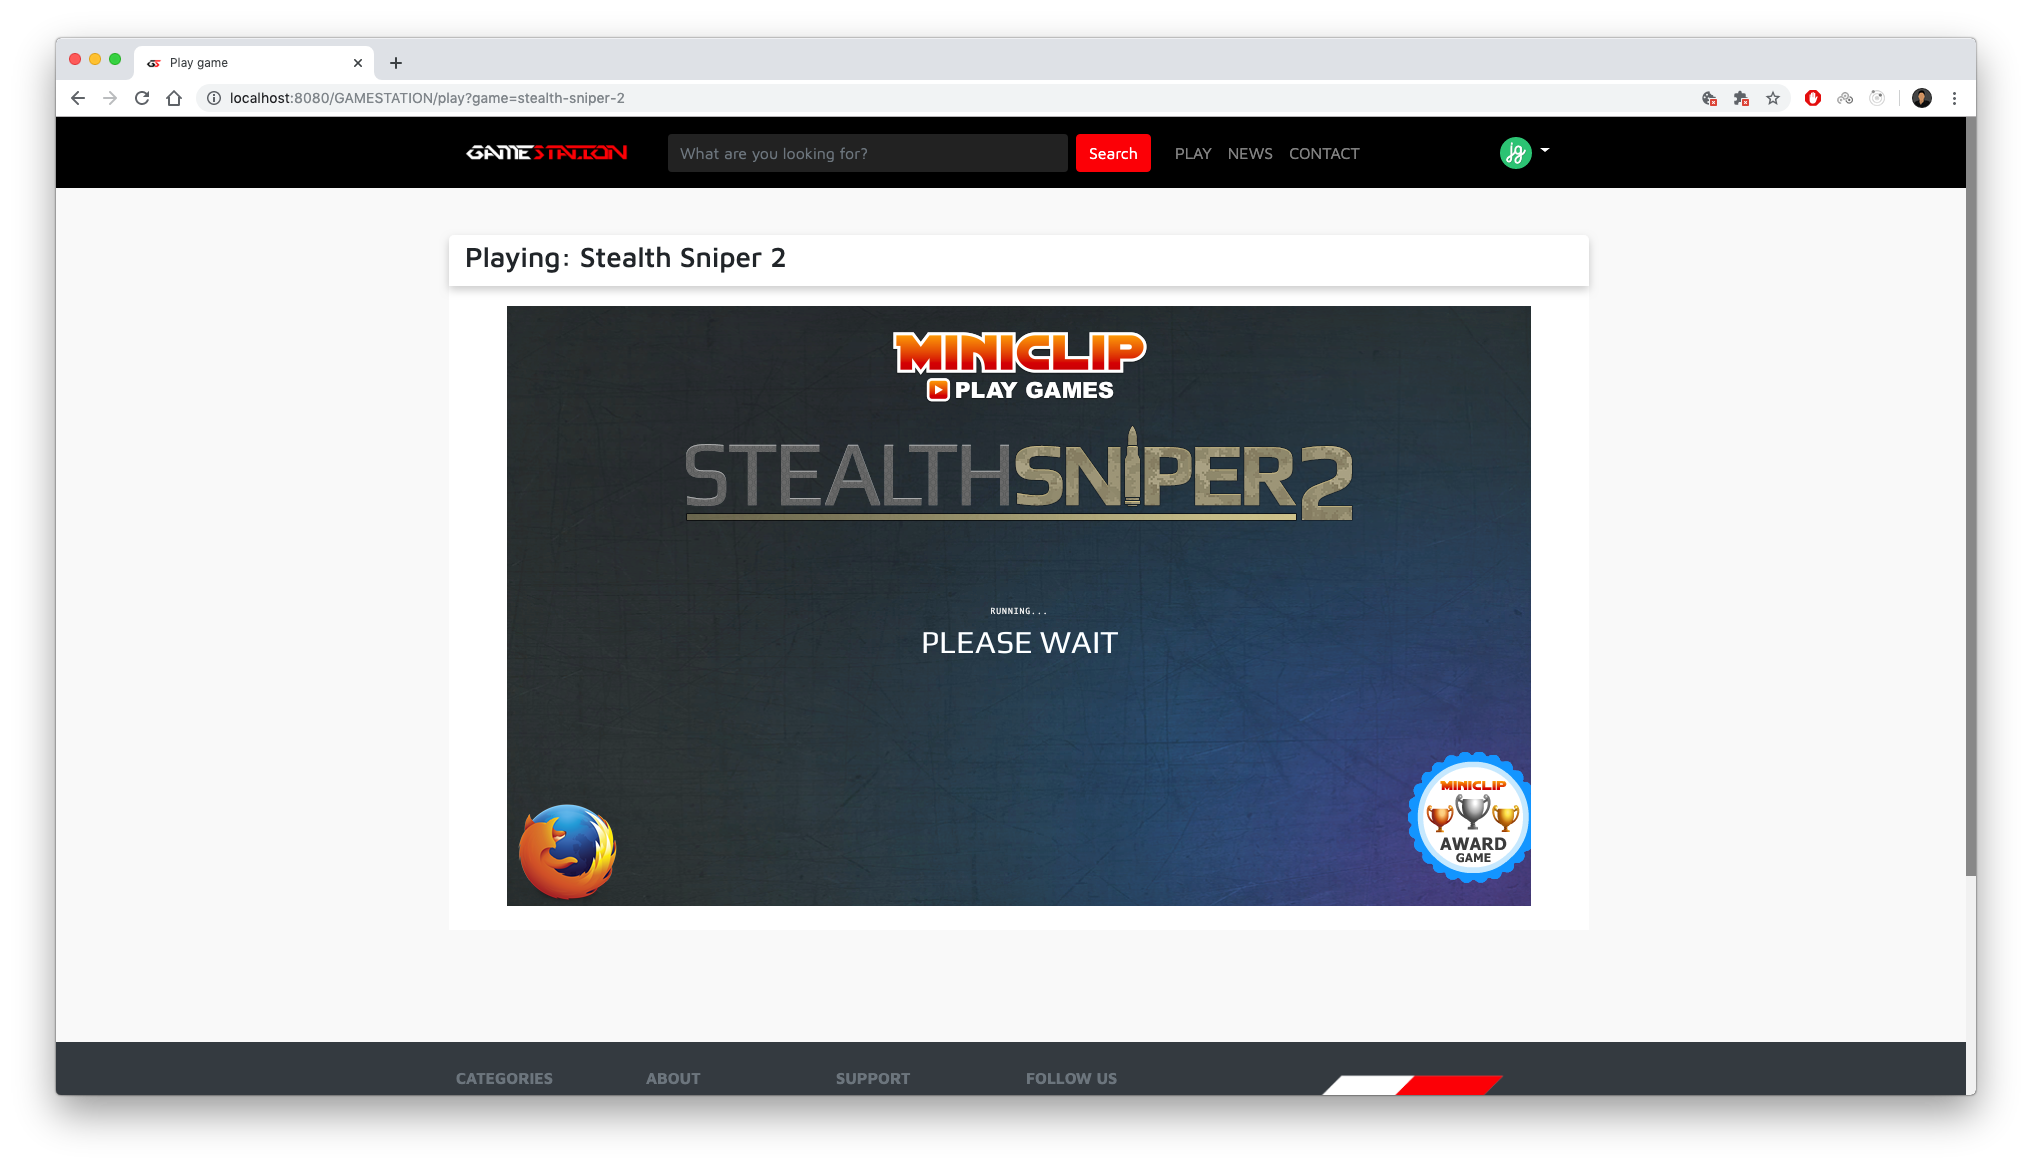 GS Play game
localhost:8080/GAMESTATION/play?game=stealth-sniper-2
GAMESTATION
What are you looking for?
Search
PLAY NEWS CONTACT
jg
Playing: Stealth Sniper 2
MINICLIP
PLAY GAMES
STEALTHSNIPER2
RUNNING...
PLEASE WAIT
MINICLIP
AWARD
GAME
CATEGORIES ABOUT SUPPORT FOLLOW US